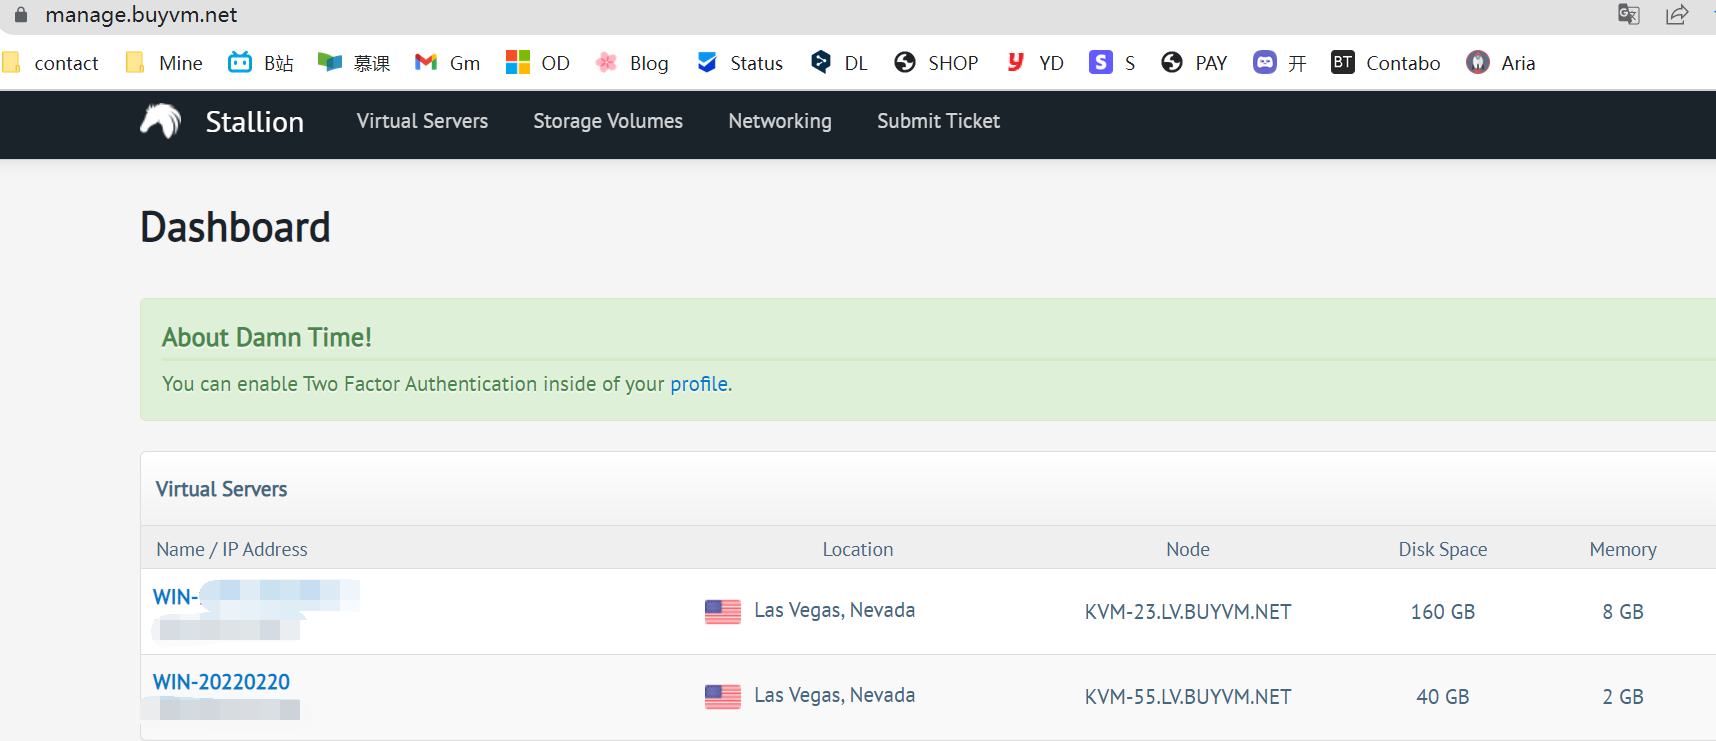 manage.buyvm.net
contact Mine B站 慕课 Gm OD Blog Status DL SHOP YD S PAY 开 BT Contabo Aria
Stallion Virtual Servers Storage Volumes Networking Submit Ticket
Dashboard
About Damn Time!
You can enable Two Factor Authentication inside of your profile.
Virtual Servers
Name / IP Address Location Node Disk Space Memory
WIN- Las Vegas, Nevada KVM-23.LV.BUYVM.NET 160 GB 8 GB
WIN-20220220 Las Vegas, Nevada KVM-55.LV.BUYVM.NET 40 GB 2 GB